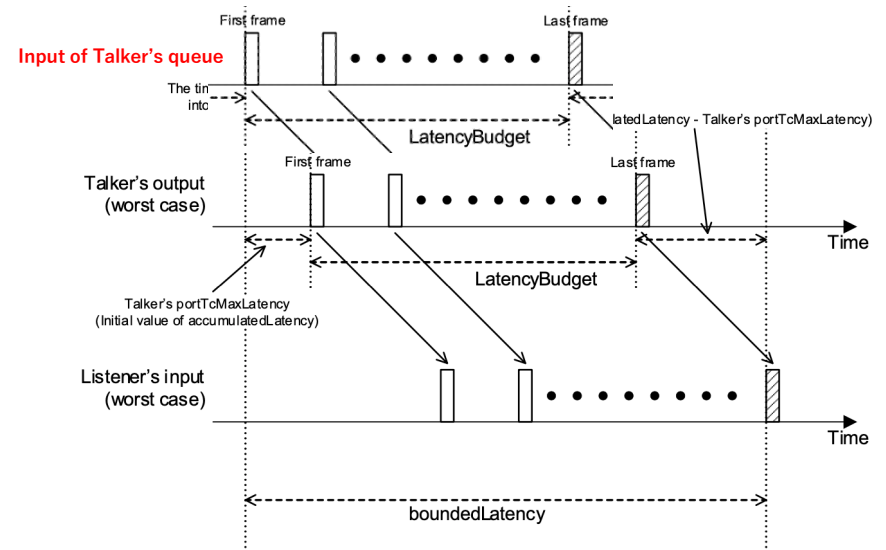 First frame
Last frame
Input of Talker's queue
The tin
into
LatencyBudget
latedLatency - Talker's portTcMaxLatency)
First frame
Last frame
Talker's output
(worst case)
Time
LatencyBudget
Talker's portTcMaxLatency
(Initial value of accumulatedLatency)
Listener's input
(worst case)
Time
boundedLatency